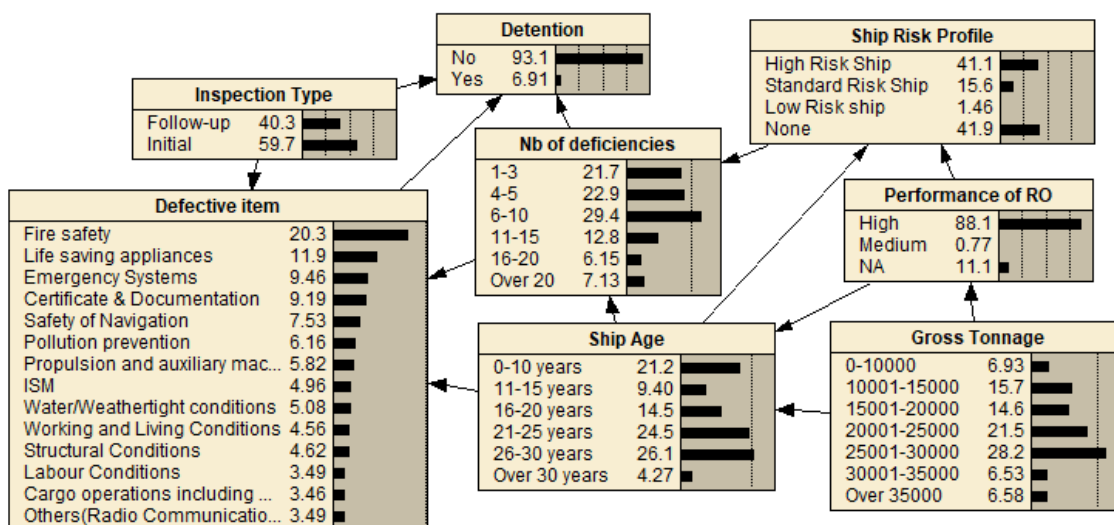 Detention
No 93.1
Yes 6.91
Ship Risk Profile
High Risk Ship 41.1
Standard Risk Ship 15.6
Low Risk ship 1.46
None 41.9
Inspection Type
Follow-up 40.3
Initial 59.7
Nb of deficiencies
1-3 21.7
4-5 22.9
6-10 29.4
11-15 12.8
16-20 6.15
Over 20 7.13
Performance of RO
High 88.1
Medium 0.77
NA 11.1
Defective item
Fire safety 20.3
Life saving appliances 11.9
Emergency Systems 9.46
Certificate & Documentation 9.19
Safety of Navigation 7.53
Pollution prevention 6.16
Propulsion and auxiliary mac... 5.82
ISM 4.96
Water/Weathertight conditions 5.08
Working and Living Conditions 4.56
Structural Conditions 4.62
Labour Conditions 3.49
Cargo operations including ... 3.46
Others(Radio Communicatio... 3.49
Ship Age
0-10 years 21.2
11-15 years 9.40
16-20 years 14.5
21-25 years 24.5
26-30 years 26.1
Over 30 years 4.27
Gross Tonnage
0-10000 6.93
10001-15000 15.7
15001-20000 14.6
20001-25000 21.5
25001-30000 28.2
30001-35000 6.53
Over 35000 6.58